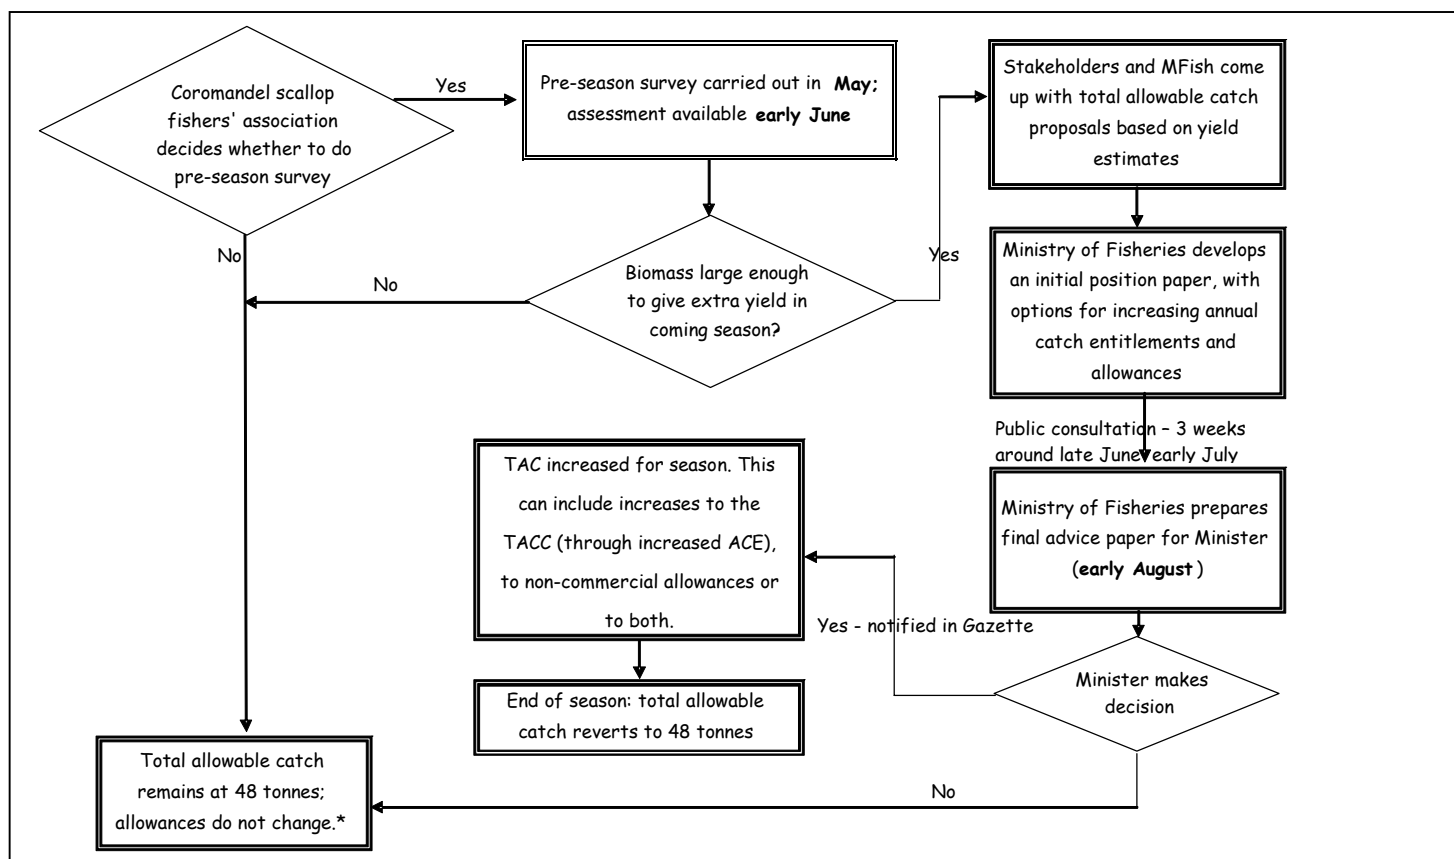 Coromandel scallop
fishers' association
decides whether to do
pre-season survey
Yes
Pre-season survey carried out in May;
assessment available early June
Stakeholders and MFish come
up with total allowable catch
proposals based on yield
estimates
No
No
Biomass large enough
to give extra yield in
coming season?
Yes
Ministry of Fisheries develops
an initial position paper, with
options for increasing annual
catch entitlements and
allowances
Public consultation – 3 weeks
around late June early July
TAC increased for season. This
can include increases to the
TACC (through increased ACE),
to non-commercial allowances or
to both.
Ministry of Fisheries prepares
final advice paper for Minister
(early August)
Yes - notified in Gazette
Minister makes
decision
End of season: total allowable
catch reverts to 48 tonnes
Total allowable catch
remains at 48 tonnes;
allowances do not change.*
No